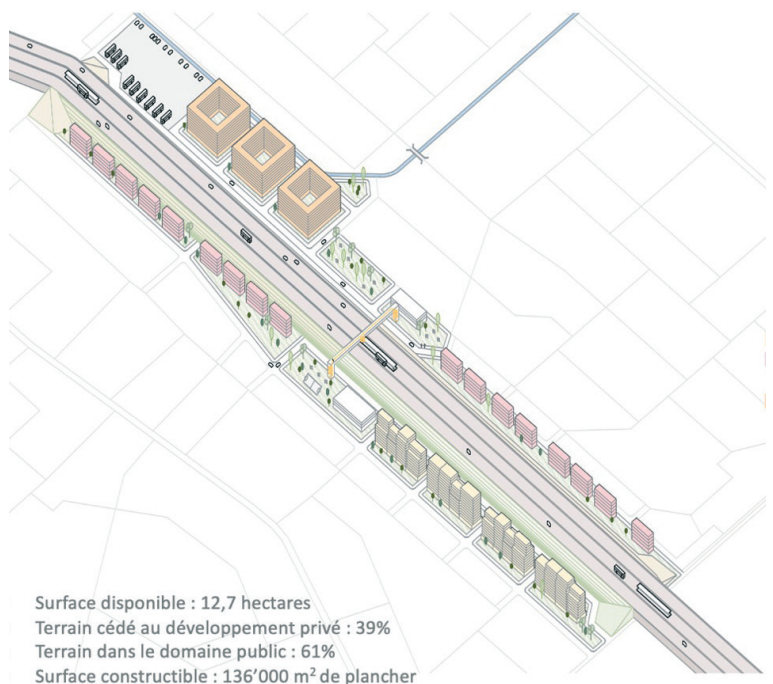 Surface disponible : 12,7 hectares
Terrain cédé au développement privé : 39%
Terrain dans le domaine public : 61%
Surface constructible : 136’000 m² de plancher